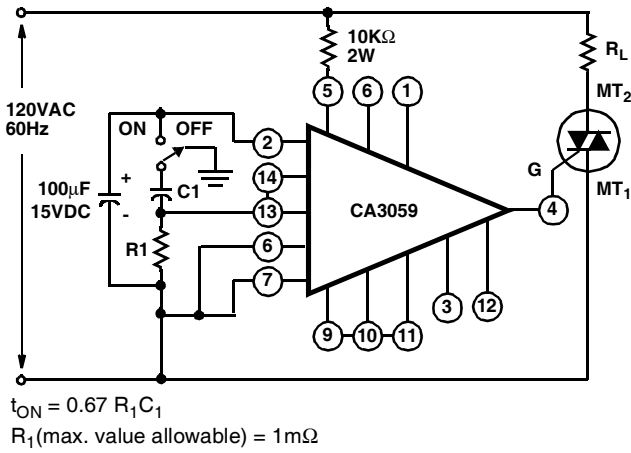 10KΩ
2W
R_L
MT_2
120VAC
60Hz
ON OFF
5 6 1
2
G
100μF
15VDC
+
-
C1
14
13
CA3059
4
MT_1
R1
6
7
3 12
9 10 11
t_ON = 0.67 R_1C_1
R_1(max. value allowable) = 1mΩ